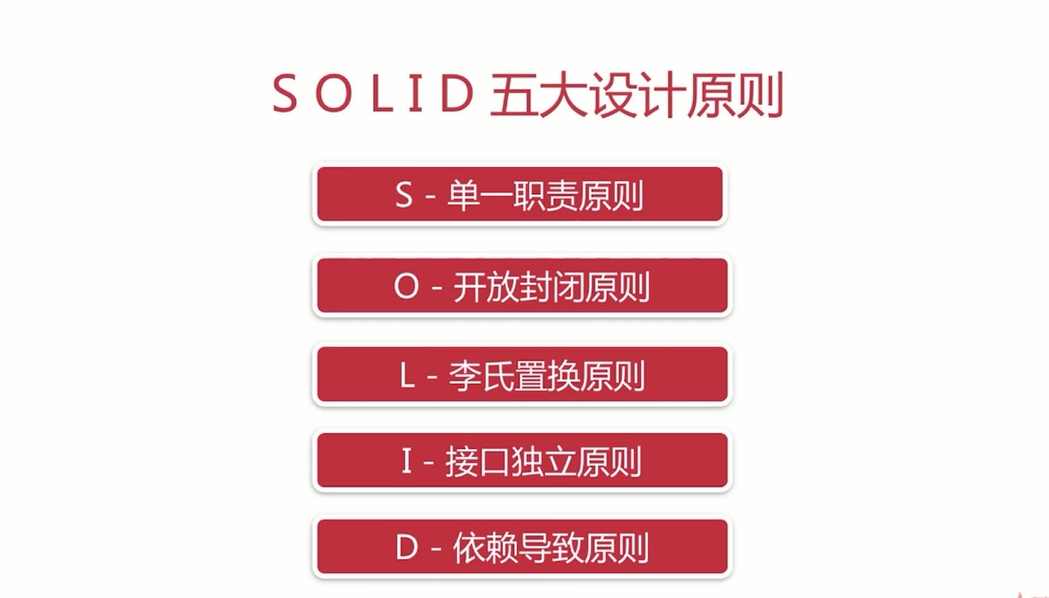 S O L I D 五大设计原则
S - 单一职责原则
O - 开放封闭原则
L - 李氏置换原则
I - 接口独立原则
D - 依赖导致原则